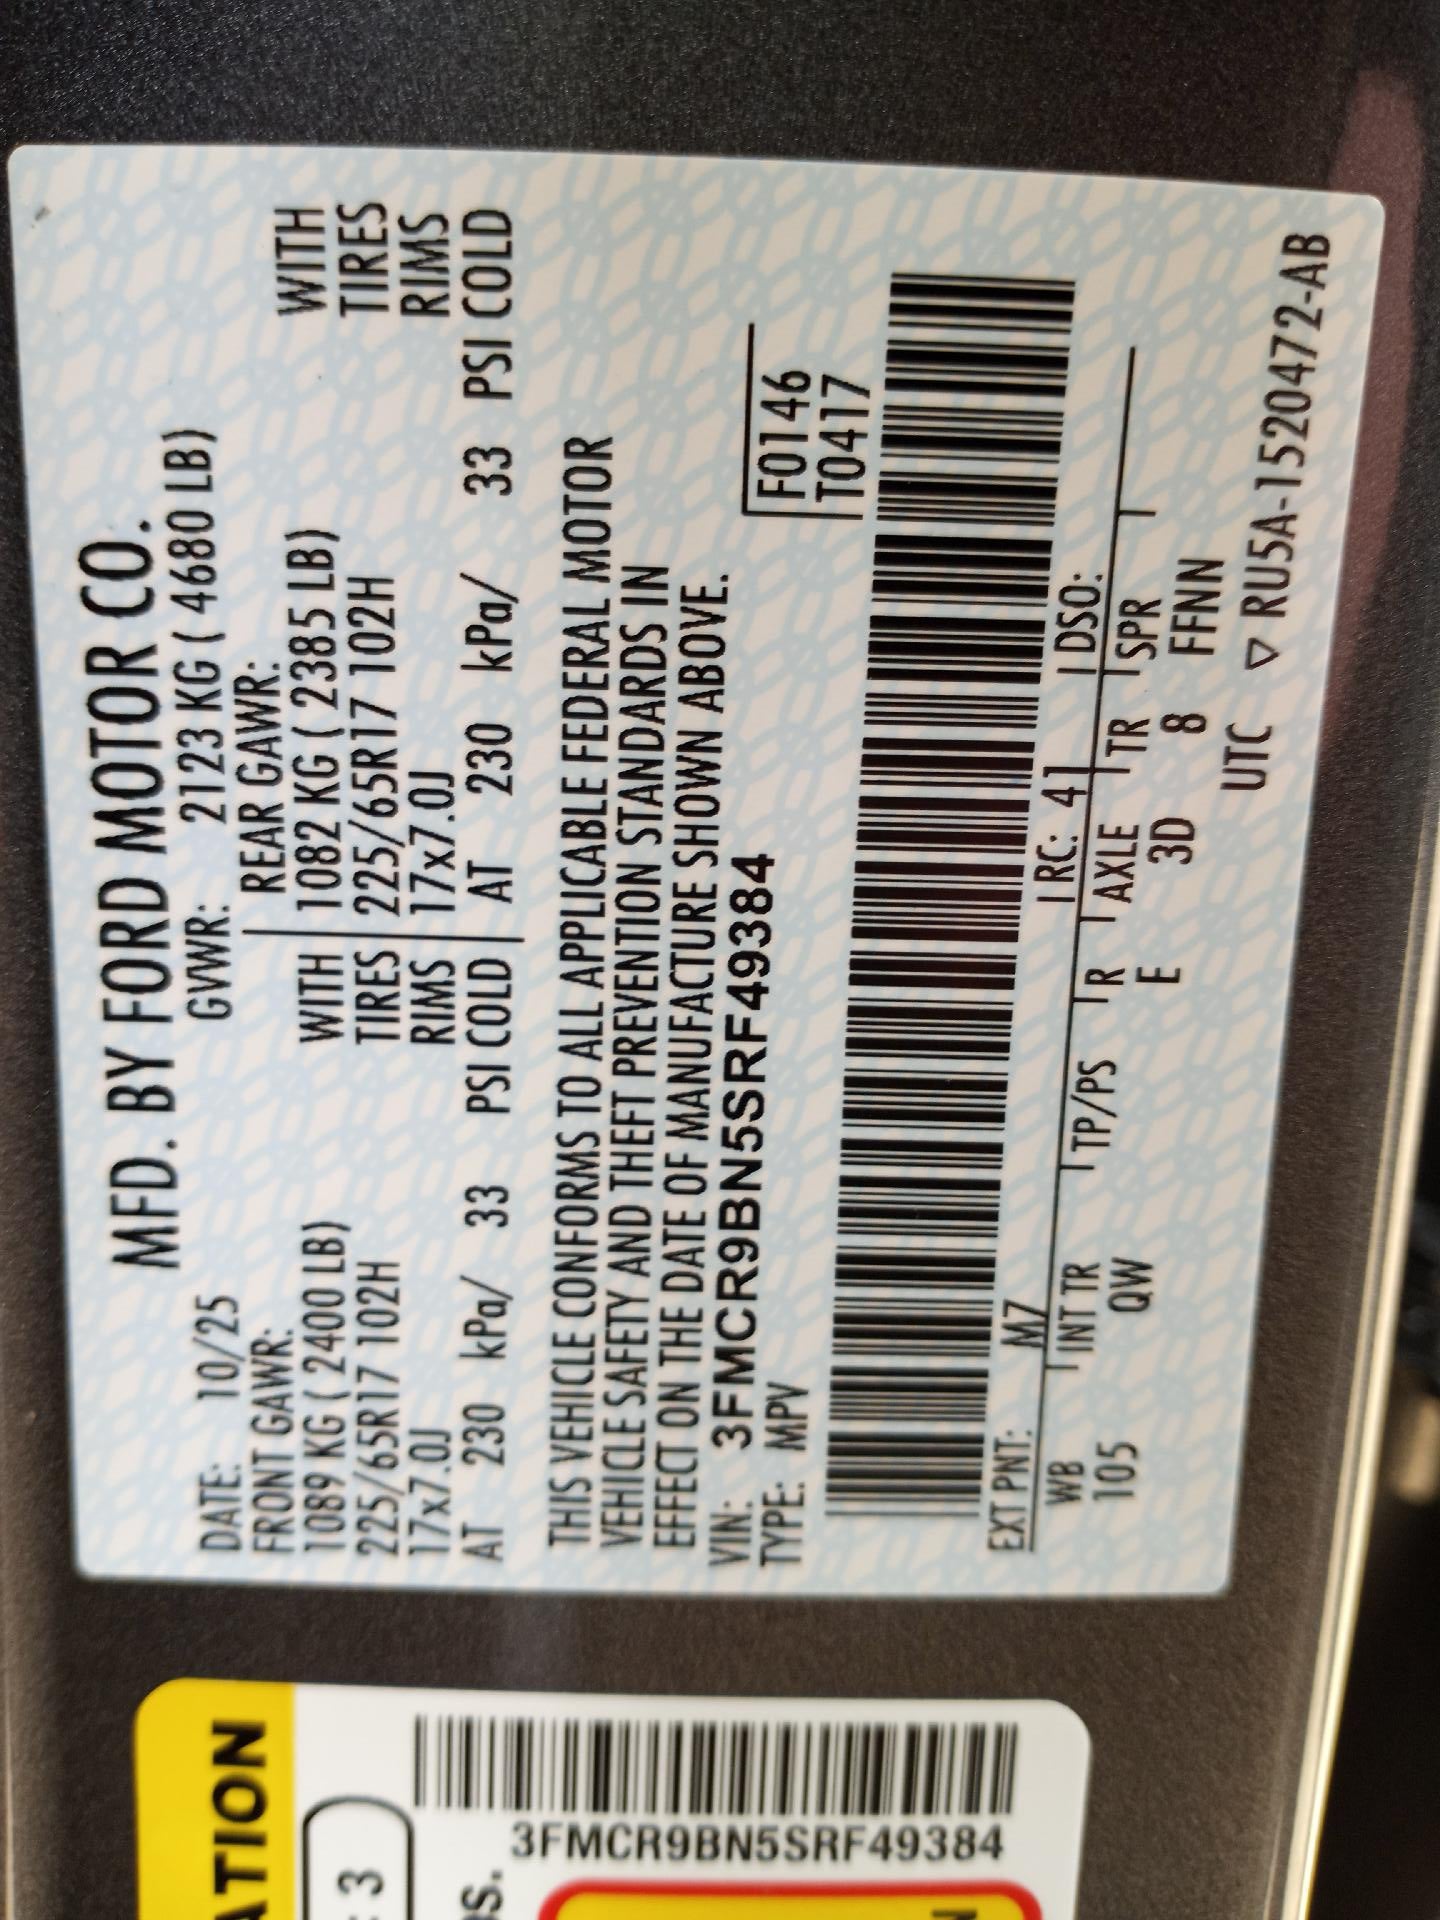 MFD. BY FORD MOTOR CO.
DATE: 10/25 GVWR: 2123 KG ( 4680 LB)
FRONT GAWR: REAR GAWR:
1089 KG ( 2400 LB) WITH 1082 KG ( 2385 LB) WITH
225/65R17 102H TIRES 225/65R17 102H TIRES
17x7.0J RIMS 17x7.0J RIMS
AT 230 kPa/ 33 PSI COLD AT 230 kPa/ 33 PSI COLD
THIS VEHICLE CONFORMS TO ALL APPLICABLE FEDERAL MOTOR
VEHICLE SAFETY AND THEFT PREVENTION STANDARDS IN
EFFECT ON THE DATE OF MANUFACTURE SHOWN ABOVE.
VIN: 3FMCR9BN5SRF49384 F0146
TYPE: MPV T0417
EXT PNT: M7 RC: 41 DSO:
WB INT TR TP/PS R AXLE TR SPR
105 QW E 3D 8 FFNN
UTC ▽ RU5A-1520472-AB
ATION
3
3FMCR9BN5SRF49384